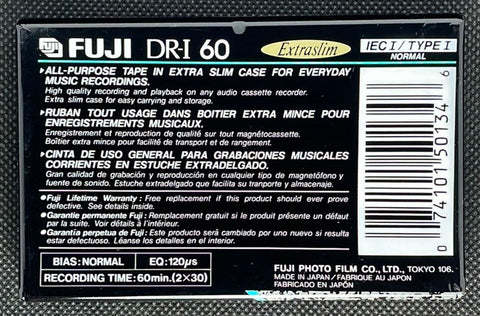 FUJI FUJI DR-I 60 Extraslim IEC I / TYPE I
NORMAL
▸ALL-PURPOSE TAPE IN EXTRA SLIM CASE FOR EVERYDAY
MUSIC RECORDINGS.
High quality recording and playback on any audio cassette recorder.
Extra slim case for easy carrying and storage.
▸RUBAN TOUT USAGE DANS BOITIER EXTRA MINCE POUR
ENREGISTREMENTS MUSICAUX.
Enregistrement et reproduction de qualité sur tout magnétocassette.
Boîtier extra mince pour facilité de transport et de rangement.
▸CINTA DE USO GENERAL PARA GRABACIONES MUSICALES
CORRIENTES EN ESTUCHE EXTRADELGADO.
Gran calidad de grabación y reproducción en cualquier tipo de magnetófono y
fuente de sonido. Estuche extradelgado que facilita su tranporte y almacenaje.
●Fuji Lifetime Warranty: Free replacement if this product should ever prove
defective. See details inside.
●Garantie permanente Fuji: Remplacement gratuit si le produit présente un défaut
par la suite. Voir détails à l'intérieur.
●Garantía perpetua de Fuji: Este producto será cambiado por uno nuevo si resulta
estar defectuoso. Léanse los detalles en el interior.
BIAS: NORMAL EQ: 120µs
RECORDING TIME: 60min. (2×30)
FUJI PHOTO FILM CO., LTD., TOKYO 106.
MADE IN JAPAN / FABRIQUE AU JAPON
FABRICADO EN JAPÓN
0 74101 50134 6